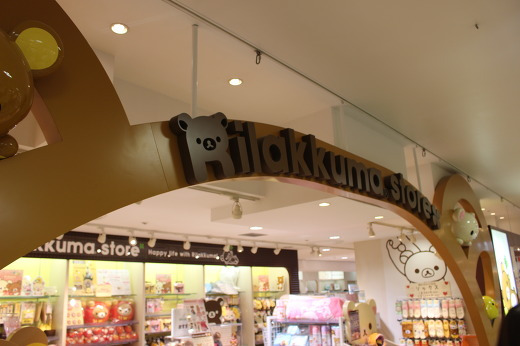 Rilakkuma store
kkuma store
Happy life with Rilakkuma